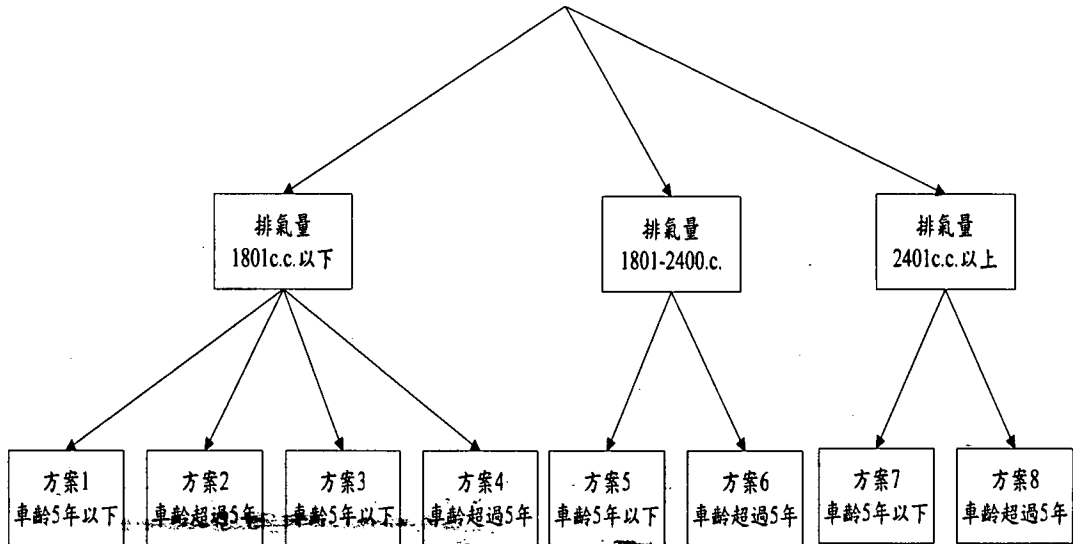 排氣量
1801c.c.以下
排氣量
1801-2400.c.
排氣量
2401c.c.以上
方案1
車齡5年以下
方案2
車齡超過5年
方案3
車齡5年以下
方案4
車齡超過5年
方案5
車齡5年以下
方案6
車齡超過5年
方案7
車齡5年以下
方案8
車齡超過5年